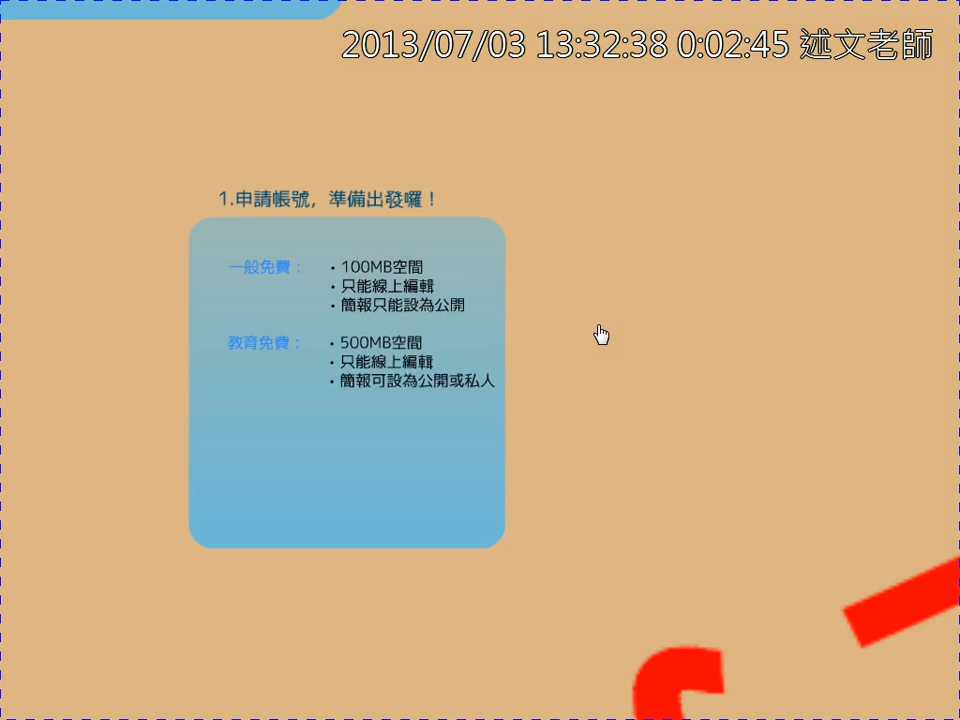 2013/07/03 13:32:38 0:02:45 述文老師
1.申請帳號，準備出發囉！
一般免費： • 100MB空間
• 只能線上編輯
• 簡報只能設為公開
教育免費： • 500MB空間
• 只能線上編輯
• 簡報可設為公開或私人